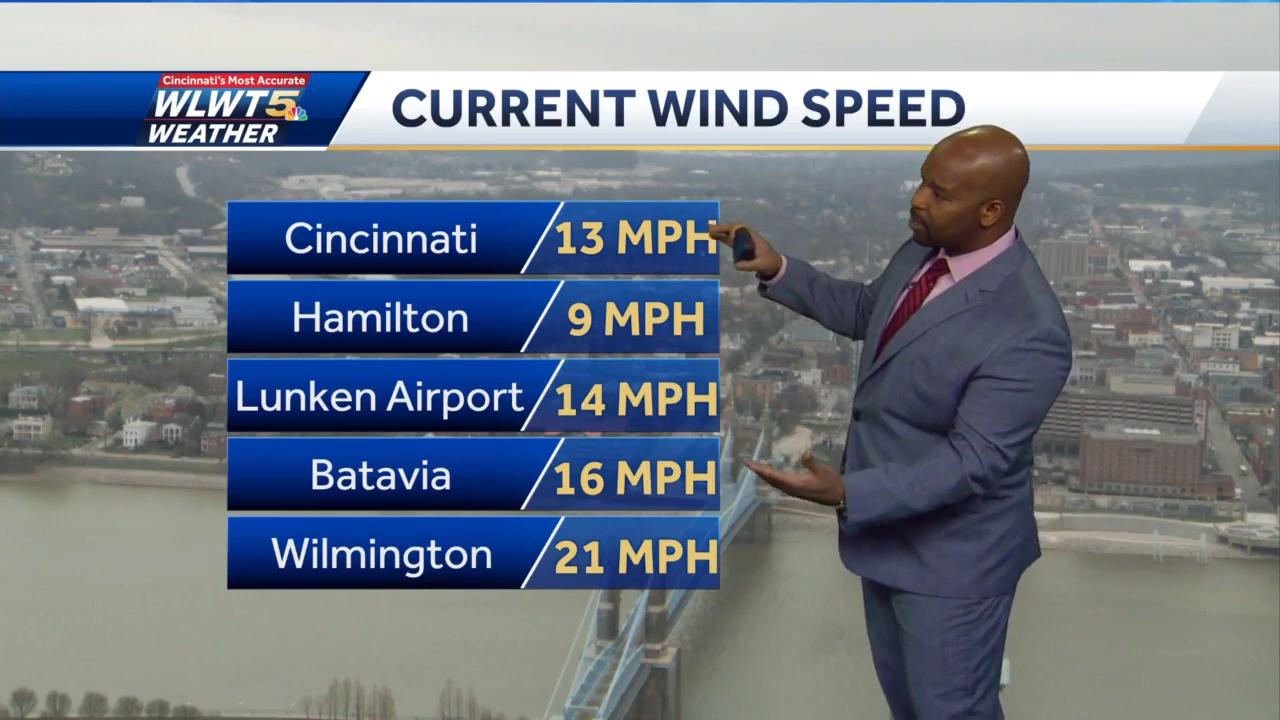 Cincinnati's Most Accurate
WLWT5
WEATHER
CURRENT WIND SPEED
Cincinnati 13 MPH
Hamilton 9 MPH
Lunken Airport 14 MPH
Batavia 16 MPH
Wilmington 21 MPH